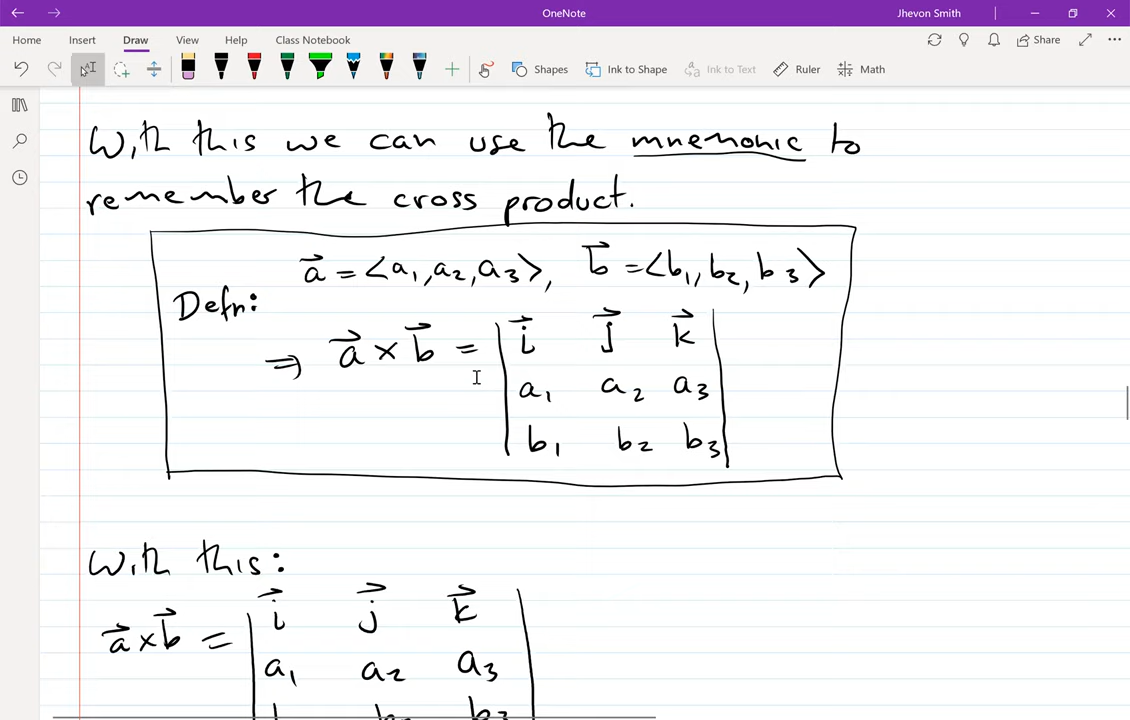 OneNote
Jhevon Smith
Home Insert Draw View Help Class Notebook Share
Shapes Ink to Shape Ink to Text Ruler Math
With this we can use the mnemonic to
remember the cross product.
a⃗ = <a₁, a₂, a₃>, b⃗ = <b₁, b₂, b₃>
Defn:
⇒ a⃗ × b⃗ = | i⃗ j⃗ k⃗ |
a₁ a₂ a₃
b₁ b₂ b₃
With this:
a⃗ × b⃗ = | i⃗ j⃗ k⃗ |
a₁ a₂ a₃